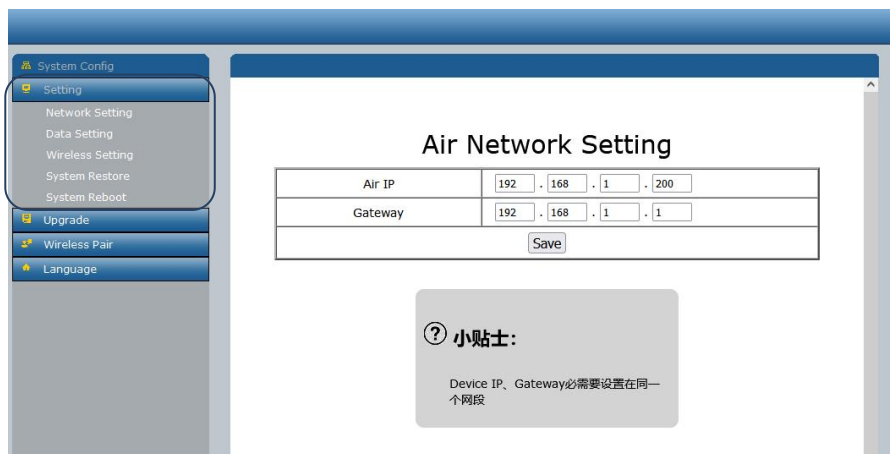 System Config
Setting
Network Setting
Data Setting
Wireless Setting
System Restore
System Reboot
Upgrade
Wireless Pair
Language
Air Network Setting
Air IP 192 . 168 . 1 . 200
Gateway 192 . 168 . 1 . 1
Save
? 小贴士：
Device IP、Gateway必需要设置在同一
个网段